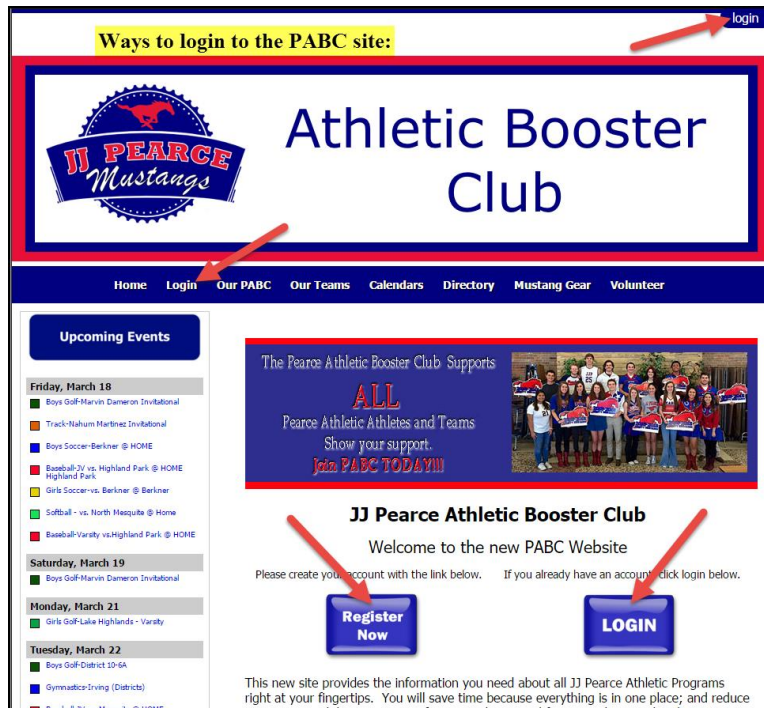 login
Ways to login to the PABC site:
JJ PEARCE
Mustangs
Athletic Booster
Club
Home Login Our PABC Our Teams Calendars Directory Mustang Gear Volunteer
Upcoming Events
Friday, March 18
Boys Golf-Marvin Dameron Invitational
Track-Nahum Martinez Invitational
Boys Soccer-Berkner @ HOME
Baseball-JV vs. Highland Park @ HOME
Highland Park
Girls Soccer-vs. Berkner @ Berkner
Softball - vs. North Mesquite @ Home
Baseball-Varsity vs.Highland Park @ HOME
Saturday, March 19
Boys Golf-Marvin Dameron Invitational
Monday, March 21
Girls Golf-Lake Highlands - Varsity
Tuesday, March 22
Boys Golf-District 10-6A
Gymnastics-Irving (Districts)
The Pearce Athletic Booster Club Supports
ALL
Pearce Athletic Athletes and Teams
Show your support.
Join PABC TODAY!!!
JJ Pearce Athletic Booster Club
Welcome to the new PABC Website
Please create your account with the link below. If you already have an account, click login below.
Register
Now
LOGIN
This new site provides the information you need about all JJ Pearce Athletic Programs
right at your fingertips. You will save time because everything is in one place; and reduce